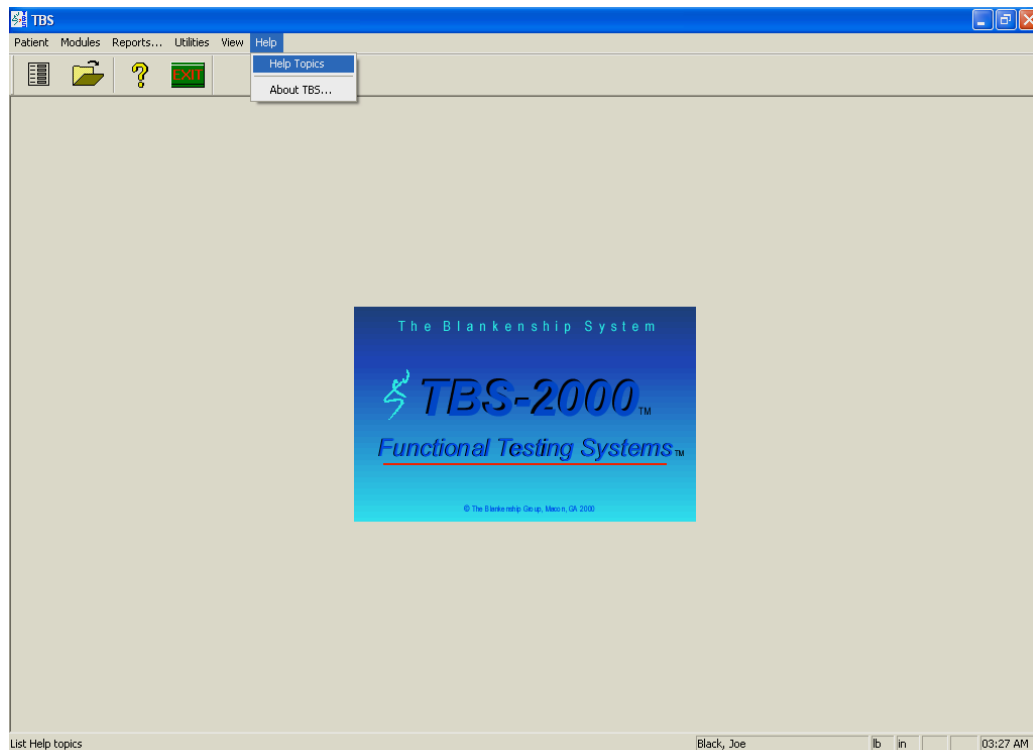 TBS
Patient Modules Reports... Utilities View Help
Help Topics
About TBS...
EXIT
The Blankenship System
TBS-2000 TM
Functional Testing Systems TM
© The Blankenship Group, Macon, GA 2000
List Help topics
Black, Joe lb in 03:27 AM